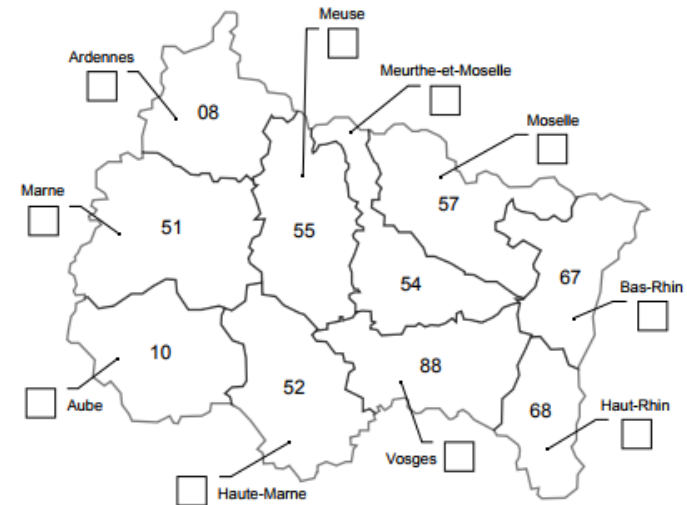 Meuse
Ardennes
Meurthe-et-Moselle
08
Moselle
Marne
57
51
55
67
54
Bas-Rhin
10
88
52
Aube
68
Haut-Rhin
Vosges
Haute-Marne